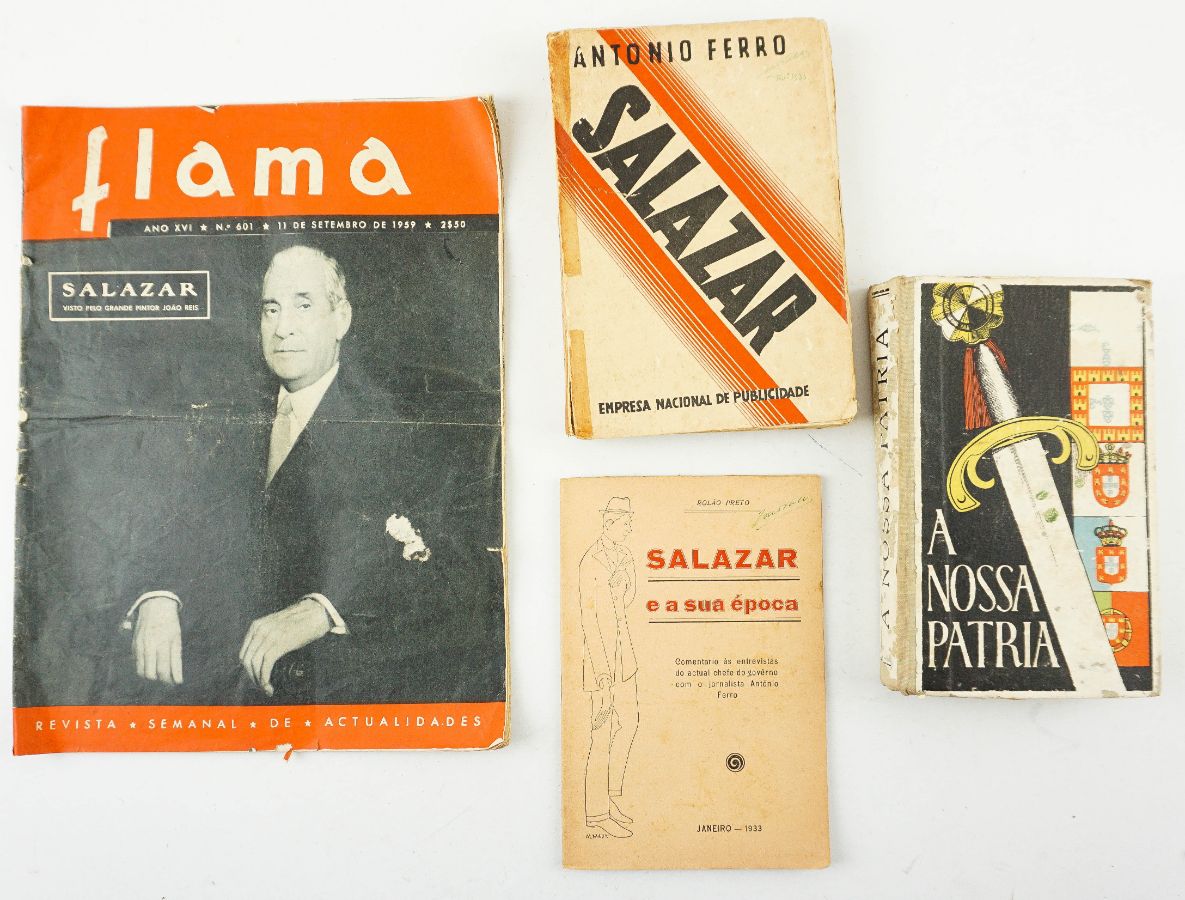 flama
ANO XVI ★ N.º 601 ★ 11 DE SETEMBRO DE 1959 ★ 2$50
SALAZAR
VISTO PELO GRANDE PINTOR JOÃO REIS
REVISTA ★ SEMANAL ★ DE ★ ACTUALIDADES
ANTONIO FERRO
SALAZAR
EMPRESA NACIONAL DE PUBLICIDADE
ROLÃO PRETO
SALAZAR
e a sua época
Comentario às entrevistas
do actual chefe do govêrno
com o jornalista António
Ferro
JANEIRO — 1933
A NOSSA PATRIA
A
NOSSA
PATRIA